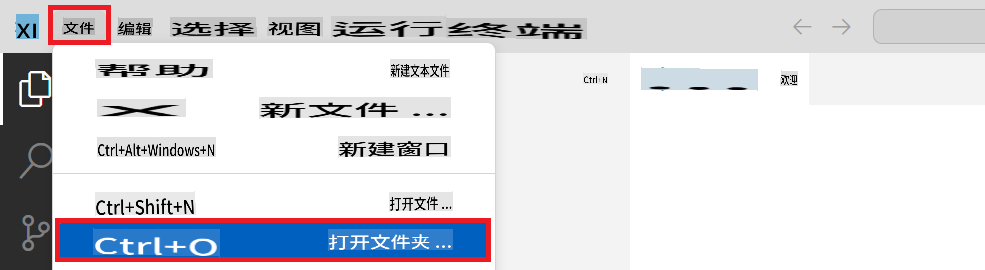 XI 文件 编辑 选择 视图 运行 终端
帮助 新建文本文件 Ctrl+N 欢迎
X 新文件 ...
Ctrl+Alt+Windows+N 新建窗口
Ctrl+Shift+N 打开文件 ...
Ctrl+O 打开文件夹 ...